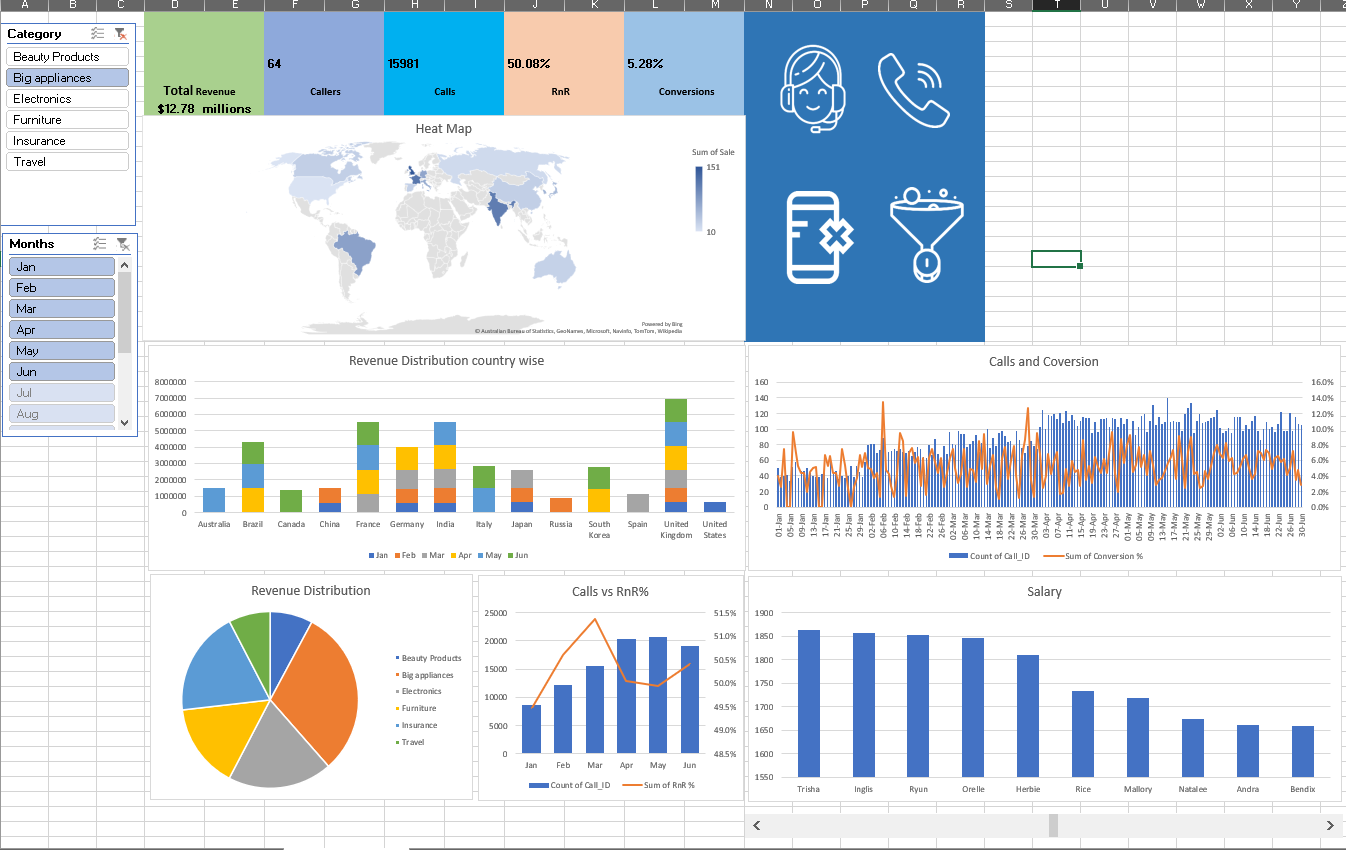 A B C D E F G H I J K L M N O P Q R S T U V W X Y Z
Category
Beauty Products
Big appliances
Electronics
Furniture
Insurance
Travel
Months
Jan
Feb
Mar
Apr
May
Jun
Jul
Aug
Total Revenue
$12.78 millions
64
Callers
15981
Calls
50.08%
RnR
5.28%
Conversions
Heat Map
Sum of Sale
151
10
Powered by Bing
© Australian Bureau of Statistics, GeoNames, Microsoft, Navinfo, TomTom, Wikipedia
Revenue Distribution country wise
8000000
7000000
6000000
5000000
4000000
3000000
2000000
1000000
0
Australia Brazil Canada China France Germany India Italy Japan Russia South Korea Spain United Kingdom United States
Jan Feb Mar Apr May Jun
Calls and Coversion
160 16.0%
140 14.0%
120 12.0%
100 10.0%
80 8.0%
60 6.0%
40 4.0%
20 2.0%
0 0.0%
01-Jan 05-Jan 09-Jan 13-Jan 17-Jan 21-Jan 25-Jan 29-Jan 02-Feb 06-Feb 10-Feb 14-Feb 18-Feb 22-Feb 26-Feb 02-Mar 06-Mar 10-Mar 14-Mar 18-Mar 22-Mar 26-Mar 30-Mar 03-Apr 07-Apr 11-Apr 15-Apr 19-Apr 23-Apr 27-Apr 01-May 05-May 09-May 13-May 17-May 21-May 25-May 29-May 02-Jun 06-Jun 10-Jun 14-Jun 18-Jun 22-Jun 26-Jun 30-Jun
Count of Call_ID Sum of Conversion %
Revenue Distribution
Beauty Products
Big appliances
Electronics
Furniture
Insurance
Travel
Calls vs RnR%
25000 51.5%
20000 51.0%
15000 50.5%
10000 50.0%
5000 49.5%
0 49.0%
48.5%
Jan Feb Mar Apr May Jun
Count of Call_ID Sum of RnR %
Salary
1900
1850
1800
1750
1700
1650
1600
1550
Trisha Inglis Ryun Orelle Herbie Rice Mallory Natalee Andra Bendix